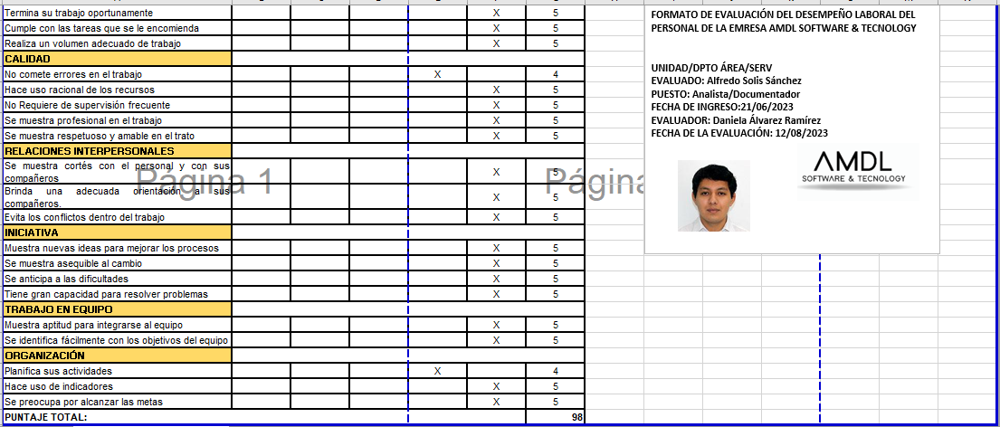 Termina su trabajo oportunamente X 5
Cumple con las tareas que se le encomienda X 5
Realiza un volumen adecuado de trabajo X 5
CALIDAD
No comete errores en el trabajo X 4
Hace uso racional de los recursos X 5
No Requiere de supervisión frecuente X 5
Se muestra profesional en el trabajo X 5
Se muestra respetuoso y amable en el trato X 5
RELACIONES INTERPERSONALES
Se muestra cortés con el personal y con sus
compañeros X 5
Brinda una adecuada orientación a sus
compañeros. X 5
Evita los conflictos dentro del trabajo X 5
INICIATIVA
Muestra nuevas ideas para mejorar los procesos X 5
Se muestra asequible al cambio X 5
Se anticipa a las dificultades X 5
Tiene gran capacidad para resolver problemas X 5
TRABAJO EN EQUIPO
Muestra aptitud para integrarse al equipo X 5
Se identifica fácilmente con los objetivos del equipo X 5
ORGANIZACIÓN
Planifica sus actividades X 4
Hace uso de indicadores X 5
Se preocupa por alcanzar las metas X 5
PUNTAJE TOTAL: 98
Página 1
Página
FORMATO DE EVALUACIÓN DEL DESEMPEÑO LABORAL DEL
PERSONAL DE LA EMRESA AMDL SOFTWARE & TECNOLOGY
UNIDAD/DPTO ÁREA/SERV
EVALUADO: Alfredo Solis Sánchez
PUESTO: Analista/Documentador
FECHA DE INGRESO:21/06/2023
EVALUADOR: Daniela Álvarez Ramírez
FECHA DE LA EVALUACIÓN: 12/08/2023
AMDL
SOFTWARE & TECNOLOGY